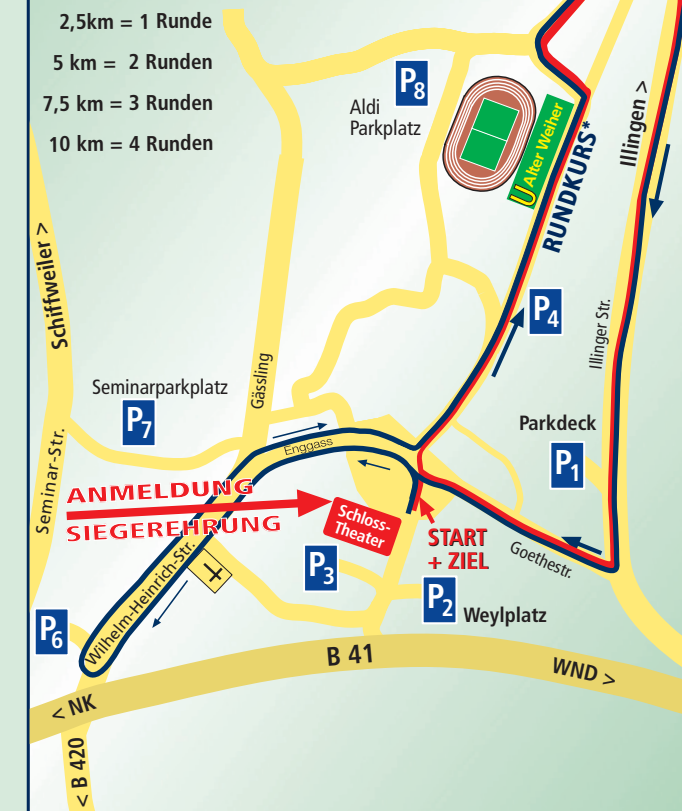 2,5km = 1 Runde
5 km = 2 Runden
7,5 km = 3 Runden
10 km = 4 Runden
P8
Aldi
Parkplatz
U Alter Weiher
RUNDKURS*
Illingen >
Schiffweiler >
P4
Illinger Str.
Gässling
Seminarparkplatz
P7
Parkdeck
P1
Seminar-Str.
Enggass
ANMELDUNG
SIEGEREHRUNG
Schloss-
Theater
START
+ ZIEL
Goethestr.
Wilhelm-Heinrich-Str.
P3
P2
Weylplatz
P6
B 41
WND >
< NK
< B 420